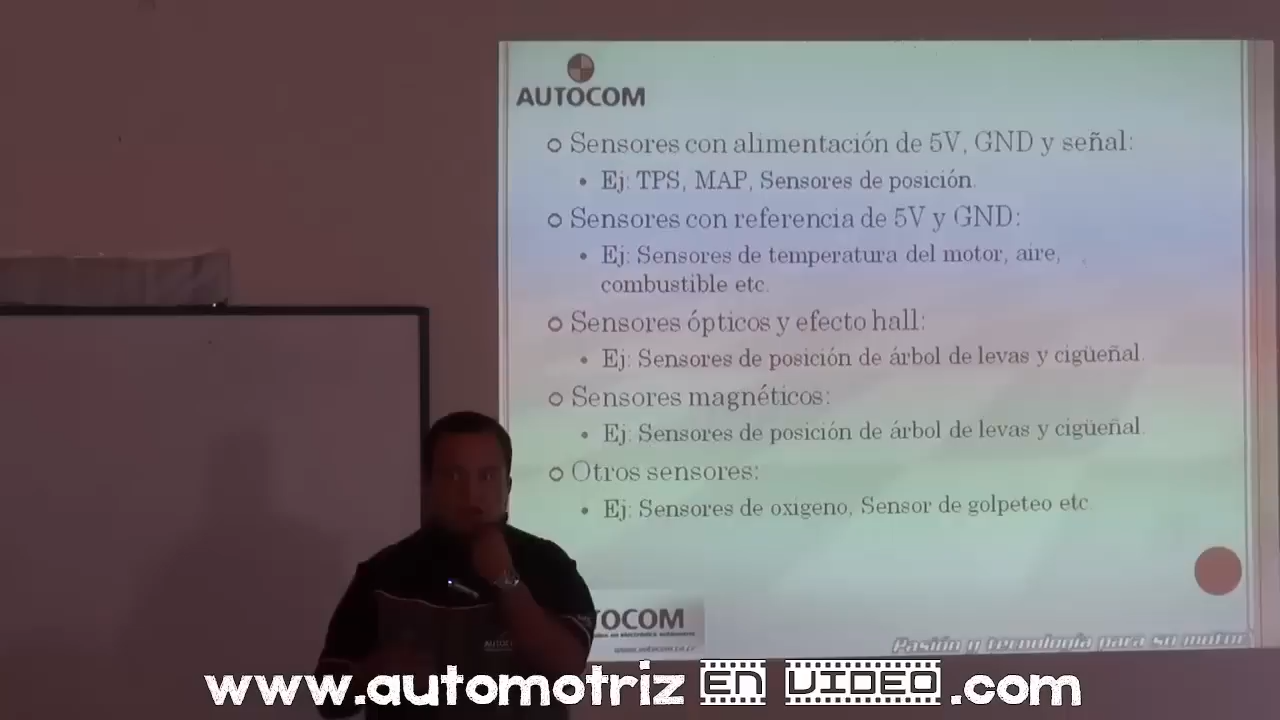 AUTOCOM
Sensores con alimentación de 5V, GND y señal:
Ej: TPS, MAP, Sensores de posición.
Sensores con referencia de 5V y GND:
Ej: Sensores de temperatura del motor, aire,
combustible etc.
Sensores ópticos y efecto hall:
Ej: Sensores de posición de árbol de levas y cigüeñal.
Sensores magnéticos:
Ej: Sensores de posición de árbol de levas y cigüeñal.
Otros sensores:
Ej: Sensores de oxigeno, Sensor de golpeteo etc
TOCOM
Pasión y tecnología para su motor
www.automotriz EN VIDEO .com